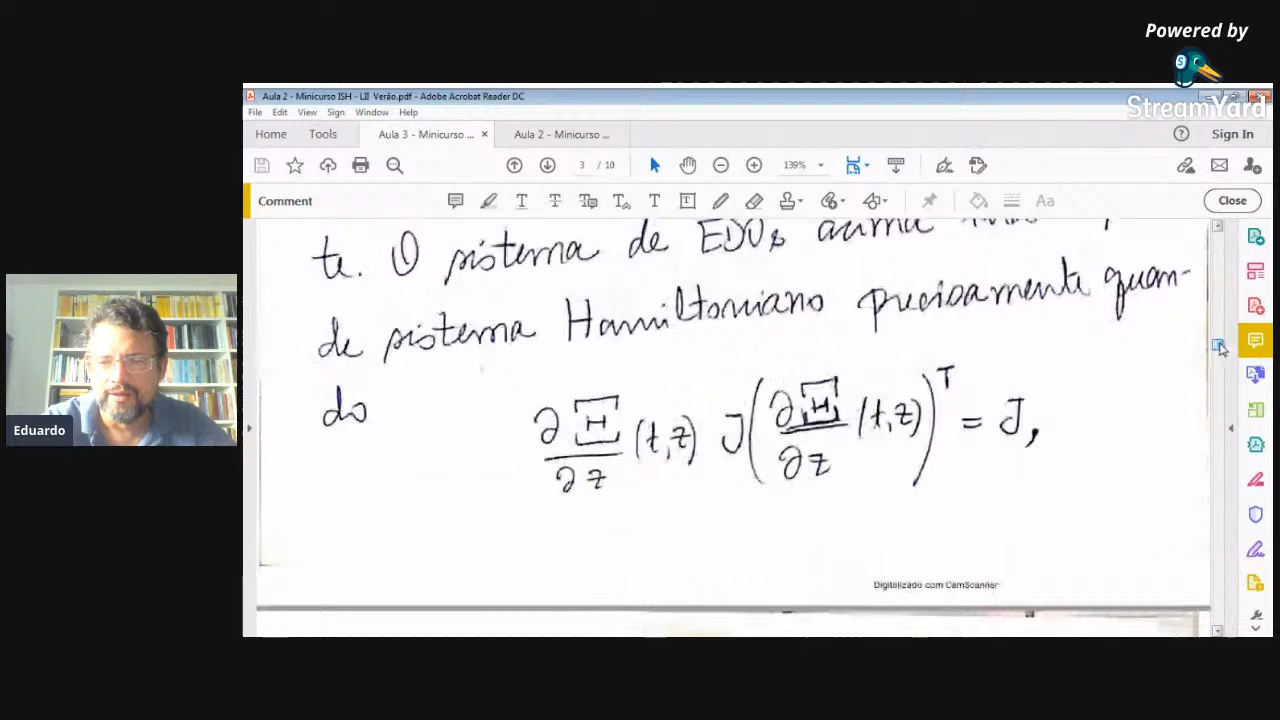 Powered by
StreamYard
Aula 2 - Minicurso ISH - LII Verão.pdf - Adobe Acrobat Reader DC
File Edit View Sign Window Help
Home Tools Aula 3 - Minicurso ... × Aula 2 - Minicurso ... Sign In
3 / 10 139%
Comment Aa Close
te. O sistema de EDOs acima
de sistema Hamiltoniano precisamente quan-
do
∂Ξ/∂z (t,z) J(∂Ξ/∂z (t,z))^T = J,
Digitalizado com CamScanner
Eduardo